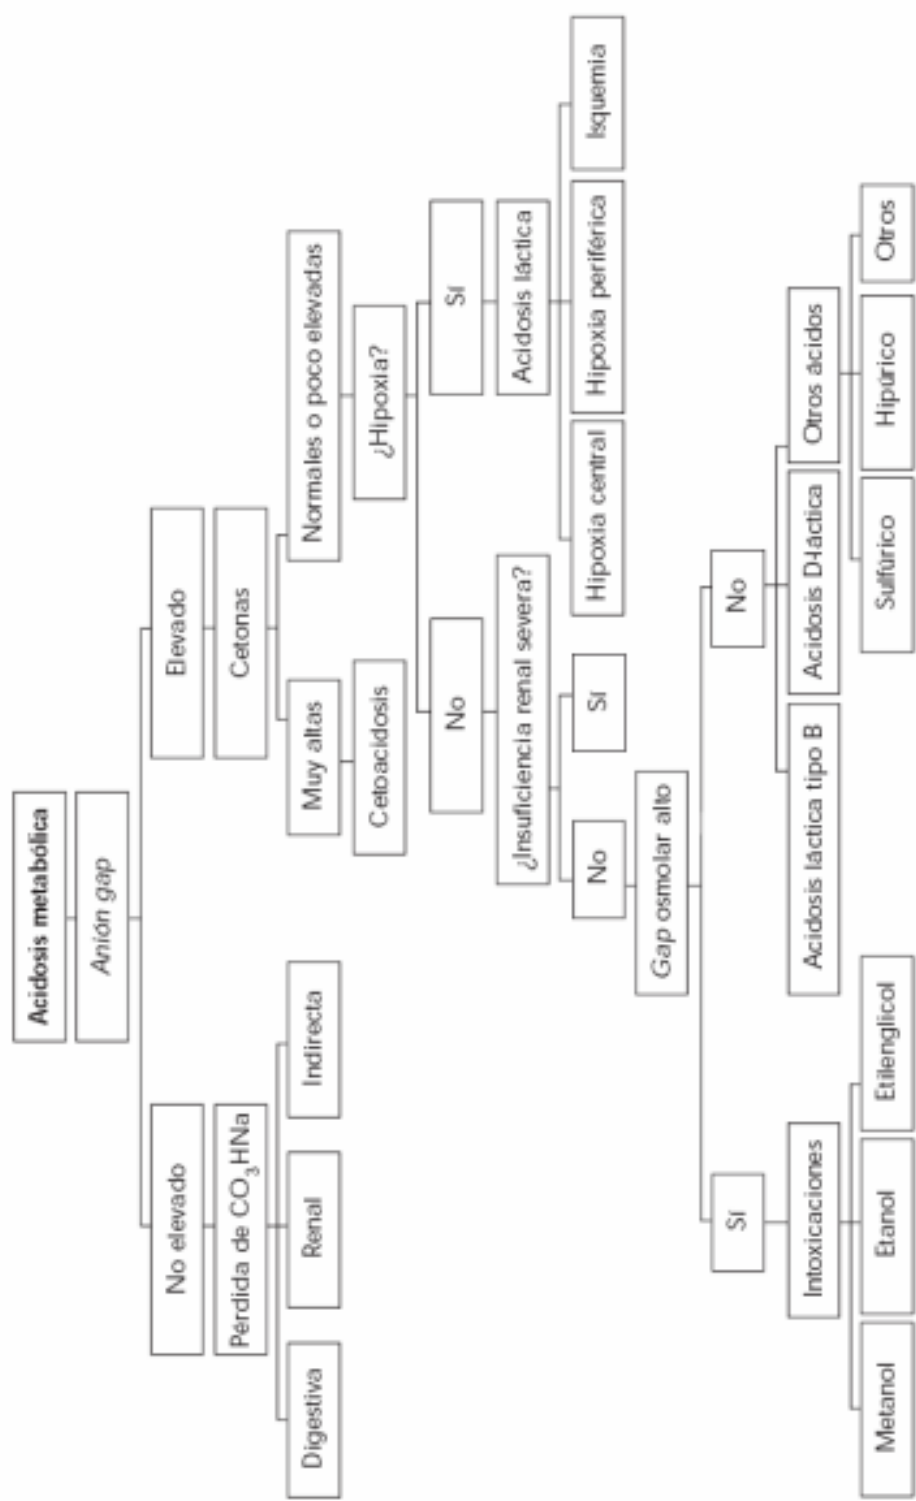 Acidosis metabólica
Anión gap
No elevado
Elevado
Pérdida de CO3HNa
Cetonas
Digestiva
Renal
Indirecta
Muy altas
Normales o poco elevadas
Cetoacidosis
¿Hipoxia?
No
Sí
¿Insuficiencia renal severa?
Acidosis láctica
No
Sí
Hipoxia central
Hipoxia periférica
Isquemia
Gap osmolar alto
Sí
No
Intoxicaciones
Acidosis láctica tipo B
Acidosis D-láctica
Otros ácidos
Metanol
Etanol
Etilenglicol
Sulfúrico
Hipúrico
Otros